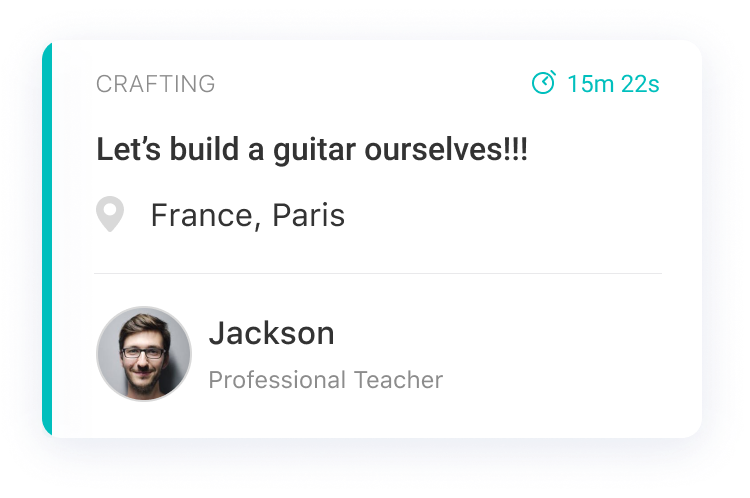 CRAFTING
15m 22s
Let’s build a guitar ourselves!!!
France, Paris
Jackson
Professional Teacher